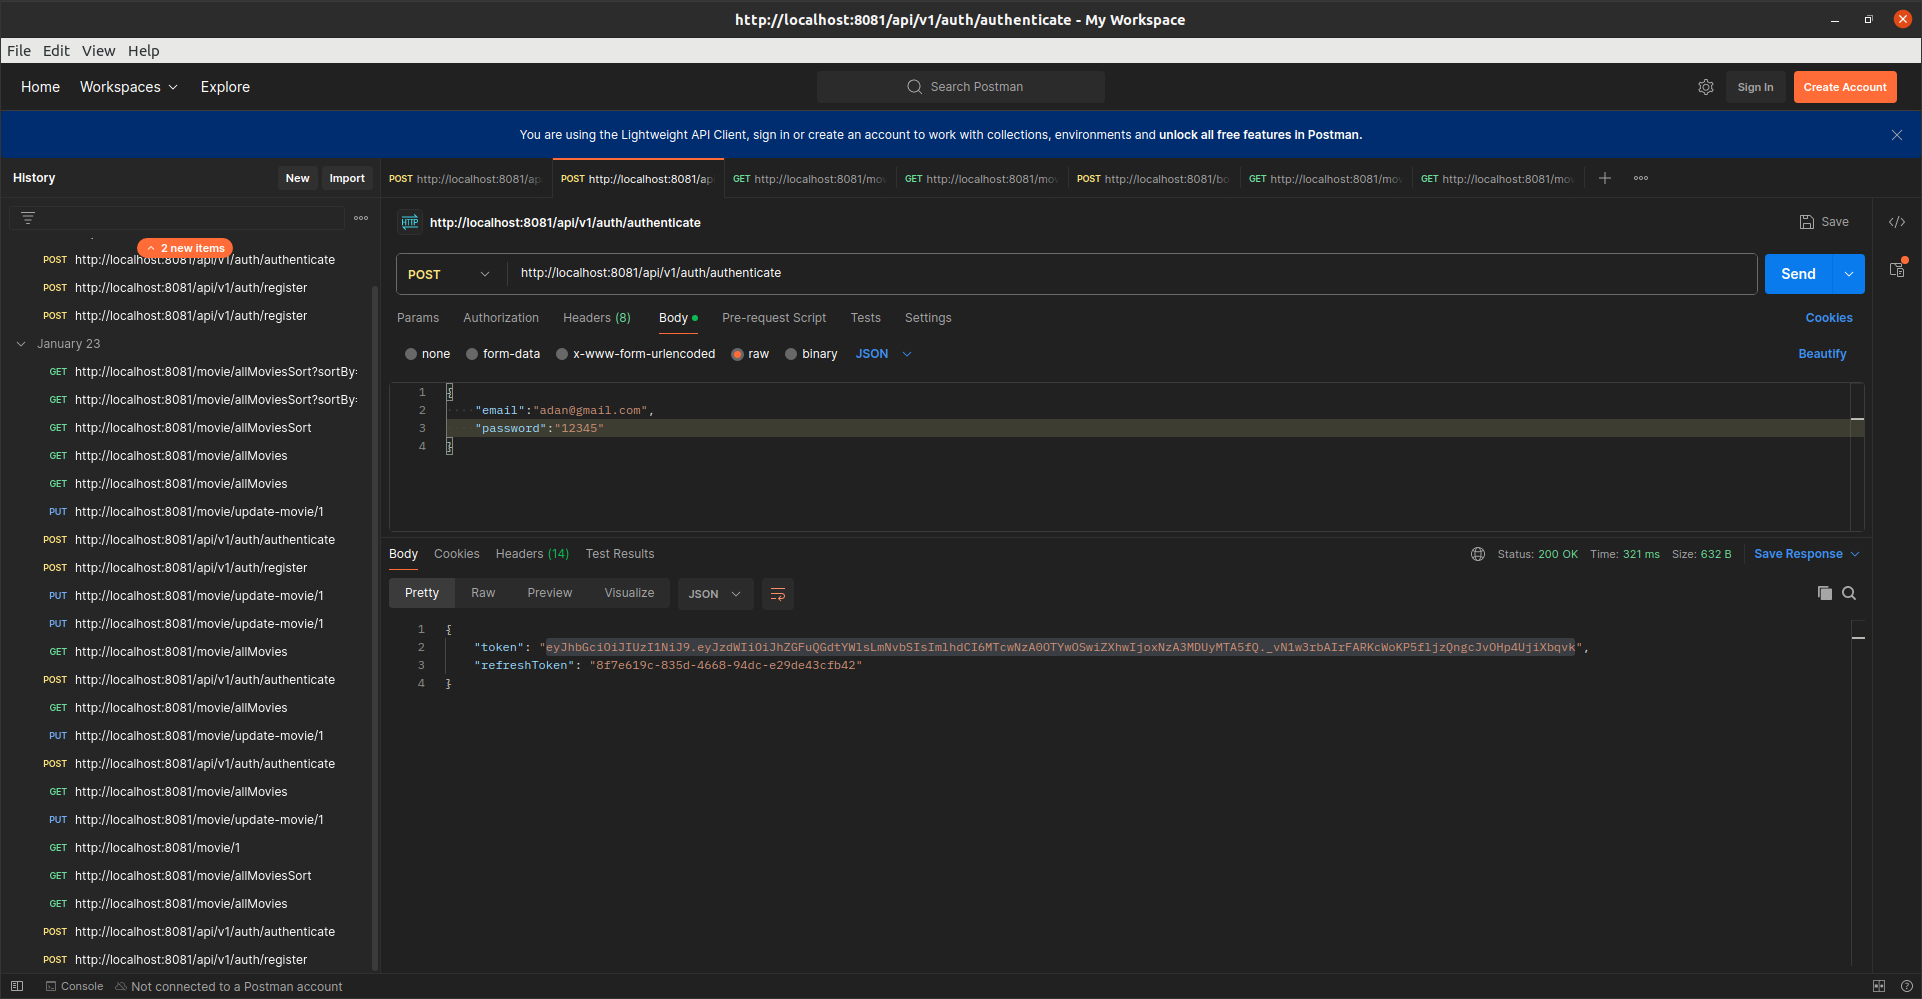 http://localhost:8081/api/v1/auth/authenticate - My Workspace
File Edit View Help
Home Workspaces Explore
Search Postman
Sign In Create Account
You are using the Lightweight API Client, sign in or create an account to work with collections, environments and unlock all free features in Postman.
History New Import
2 new items
POST http://localhost:8081/api/v1/auth/authenticate
POST http://localhost:8081/api/v1/auth/register
POST http://localhost:8081/api/v1/auth/register
January 23
GET http://localhost:8081/movie/allMoviesSort?sortBy:
GET http://localhost:8081/movie/allMoviesSort?sortBy:
GET http://localhost:8081/movie/allMoviesSort
GET http://localhost:8081/movie/allMovies
GET http://localhost:8081/movie/allMovies
PUT http://localhost:8081/movie/update-movie/1
POST http://localhost:8081/api/v1/auth/authenticate
POST http://localhost:8081/api/v1/auth/register
PUT http://localhost:8081/movie/update-movie/1
PUT http://localhost:8081/movie/update-movie/1
GET http://localhost:8081/movie/allMovies
POST http://localhost:8081/api/v1/auth/authenticate
GET http://localhost:8081/movie/allMovies
PUT http://localhost:8081/movie/update-movie/1
POST http://localhost:8081/api/v1/auth/authenticate
GET http://localhost:8081/movie/allMovies
PUT http://localhost:8081/movie/update-movie/1
GET http://localhost:8081/movie/1
GET http://localhost:8081/movie/allMoviesSort
GET http://localhost:8081/movie/allMovies
POST http://localhost:8081/api/v1/auth/authenticate
POST http://localhost:8081/api/v1/auth/register
POST http://localhost:8081/ap POST http://localhost:8081/ap GET http://localhost:8081/mov GET http://localhost:8081/mov POST http://localhost:8081/bo GET http://localhost:8081/mov GET http://localhost:8081/mov
HTTP http://localhost:8081/api/v1/auth/authenticate
Save
POST http://localhost:8081/api/v1/auth/authenticate
Send
Params Authorization Headers (8) Body Pre-request Script Tests Settings
Cookies
none form-data x-www-form-urlencoded raw binary JSON
Beautify
1 {
2 "email":"adan@gmail.com",
3 "password":"12345"
4 }
Body Cookies Headers (14) Test Results
Status: 200 OK Time: 321 ms Size: 632 B Save Response
Pretty Raw Preview Visualize JSON
1 {
2 "token": "eyJhbGciOiJIUzI1NiJ9.eyJzdWIiOiJhZGFuQGdtYWlsLmNvbSIsImlhdCI6MTcwNzA0OTYwOSwiZXhwIjoxNzA3MDUyMTA5fQ._vN1w3rbAIrFARKcWoKP5fljzQngcJvOHp4UjiXbqvk",
3 "refreshToken": "8f7e619c-835d-4668-94dc-e29de43cfb42"
4 }
Console Not connected to a Postman account